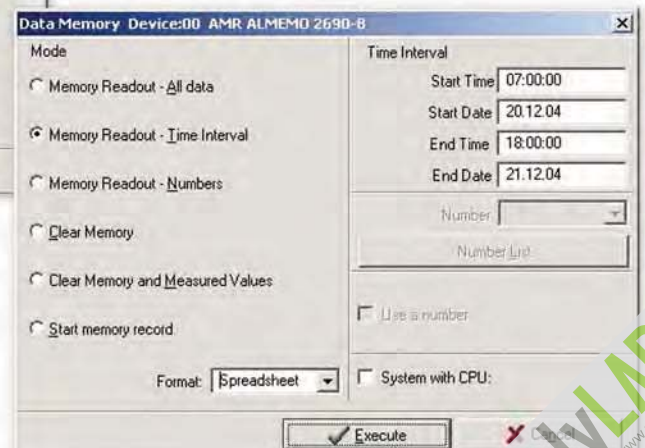 Data Memory Device:00 AMR ALMEMO 2690-8
Mode
Memory Readout - All data
Memory Readout - Time Interval
Memory Readout - Numbers
Clear Memory
Clear Memory and Measured Values
Start memory record
Format: Spreadsheet
Time Interval
Start Time 07:00:00
Start Date 20.12.04
End Time 18:00:00
End Date 21.12.04
Number
Number List
Use a number
System with CPU:
Execute
Cancel